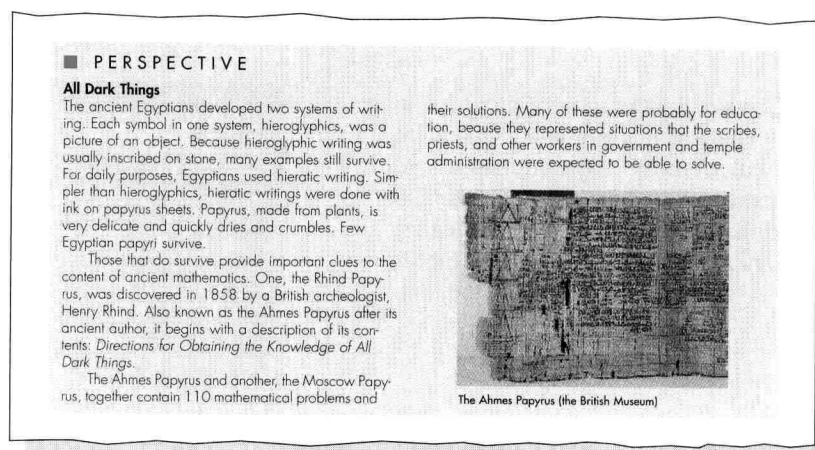 PERSPECTIVE
All Dark Things
The ancient Egyptians developed two systems of writ-
ing. Each symbol in one system, hieroglyphics, was a
picture of an object. Because hieroglyphic writing was
usually inscribed on stone, many examples still survive.
For daily purposes, Egyptians used hieratic writing. Sim-
pler than hieroglyphics, hieratic writings were done with
ink on papyrus sheets. Papyrus, made from plants, is
very delicate and quickly dries and crumbles. Few
Egyptian papyri survive.
Those that do survive provide important clues to the
content of ancient mathematics. One, the Rhind Papy-
rus, was discovered in 1858 by a British archeologist,
Henry Rhind. Also known as the Ahmes Papyrus after its
ancient author, it begins with a description of its con-
tents: Directions for Obtaining the Knowledge of All
Dark Things.
The Ahmes Papyrus and another, the Moscow Papy-
rus, together contain 110 mathematical problems and
their solutions. Many of these were probably for educa-
tion, beause they represented situations that the scribes,
priests, and other workers in government and temple
administration were expected to be able to solve.
The Ahmes Papyrus (the British Museum)